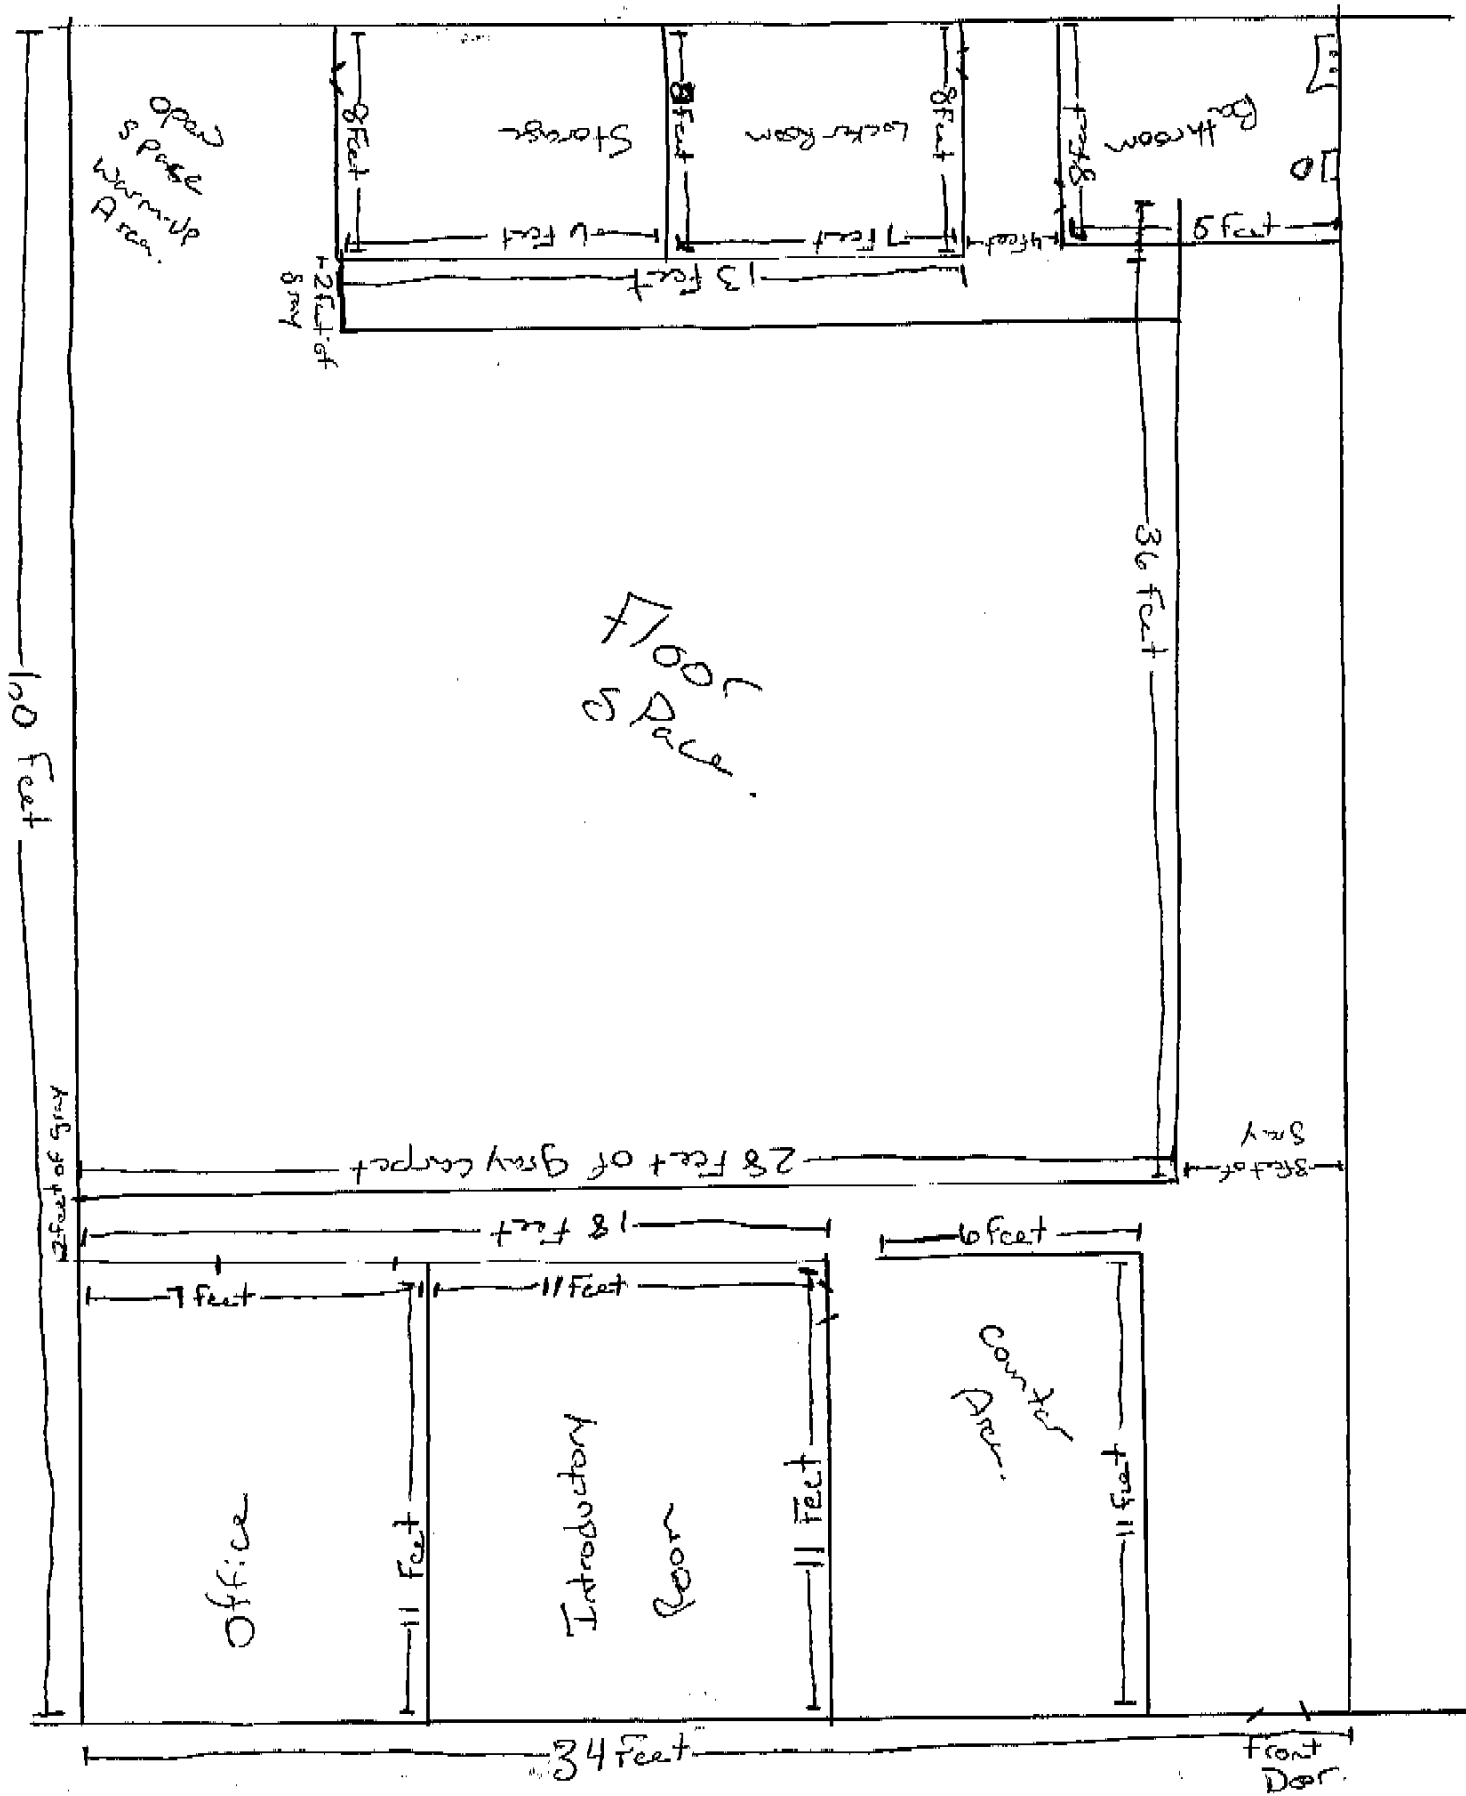 Open
Space
Warm-up
Area.
8 Feet
Storage
8 Feet
Locker Room
8 Feet
8 Feet
Bathroom
6 Feet
7 Feet
4 feet
5 Feet
13 Feet
2 Feet of
gray
36 Feet
Floor
Space.
100 Feet
2 feet of gray
28 Feet of gray carpet
3 feet of
gray
18 Feet
6 Feet
7 Feet
11 Feet
Counter
Area.
Office
11 Feet
Introductory
Room
11 Feet
11 Feet
34 Feet
Front
Door.